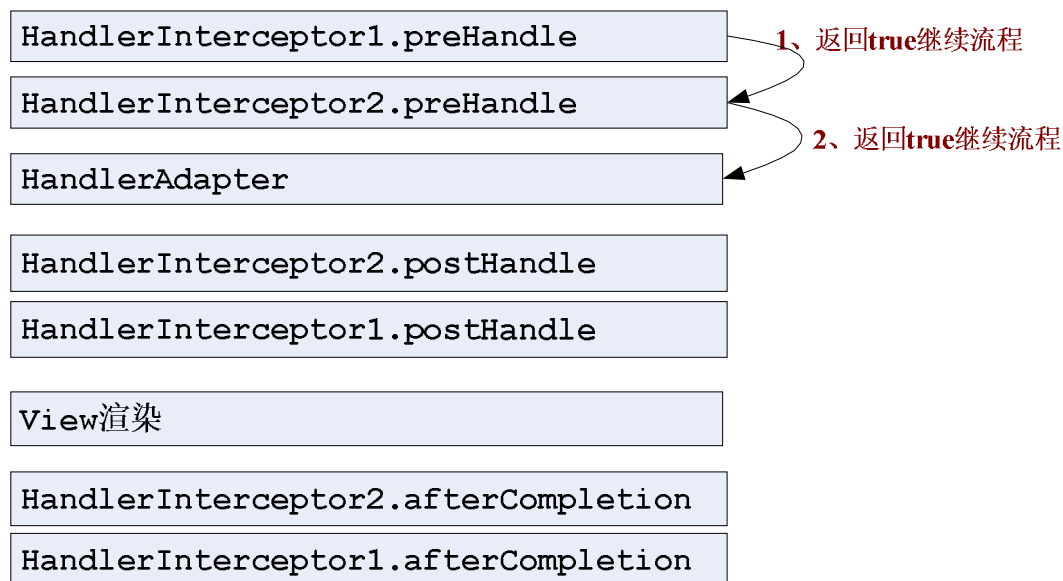 HandlerInterceptor1.preHandle
1、返回true继续流程
HandlerInterceptor2.preHandle
2、返回true继续流程
HandlerAdapter
HandlerInterceptor2.postHandle
HandlerInterceptor1.postHandle
View渲染
HandlerInterceptor2.afterCompletion
HandlerInterceptor1.afterCompletion